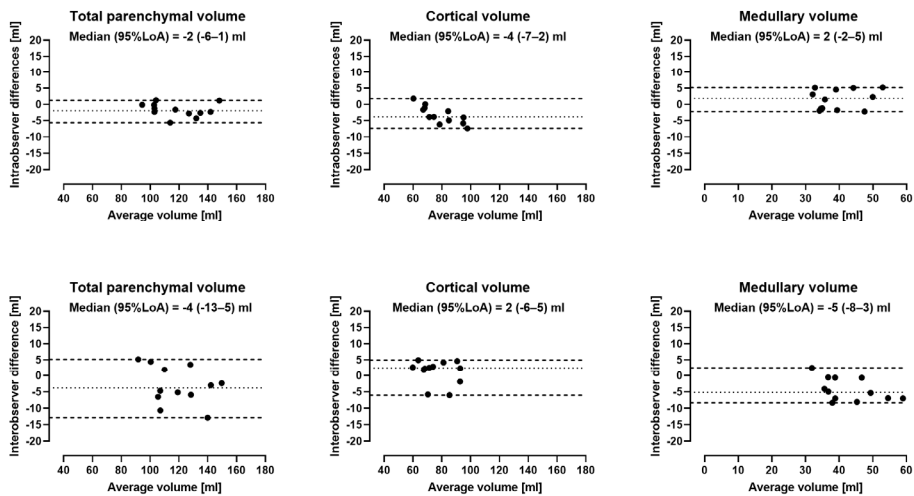 Total parenchymal volume
Median (95%LoA) = -2 (-6–1) ml
Intraobserver differences [ml]
20
15
10
5
0
-5
-10
-15
-20
40 60 80 100 120 140 160 180
Average volume [ml]
Cortical volume
Median (95%LoA) = -4 (-7–2) ml
Intraobserver differences [ml]
20
15
10
5
0
-5
-10
-15
-20
40 60 80 100 120 140 160 180
Average volume [ml]
Medullary volume
Median (95%LoA) = 2 (-2–5) ml
Intraobserver differences [ml]
20
15
10
5
0
-5
-10
-15
-20
0 10 20 30 40 50 60
Average volume [ml]
Total parenchymal volume
Median (95%LoA) = -4 (-13–5) ml
Interobserver difference [ml]
20
15
10
5
0
-5
-10
-15
-20
40 60 80 100 120 140 160 180
Average volume [ml]
Cortical volume
Median (95%LoA) = 2 (-6–5) ml
Interobserver difference [ml]
20
15
10
5
0
-5
-10
-15
-20
40 60 80 100 120 140 160 180
Average volume [ml]
Medullary volume
Median (95%LoA) = -5 (-8–3) ml
Interobserver difference [ml]
20
15
10
5
0
-5
-10
-15
-20
0 10 20 30 40 50 60
Average volume [ml]